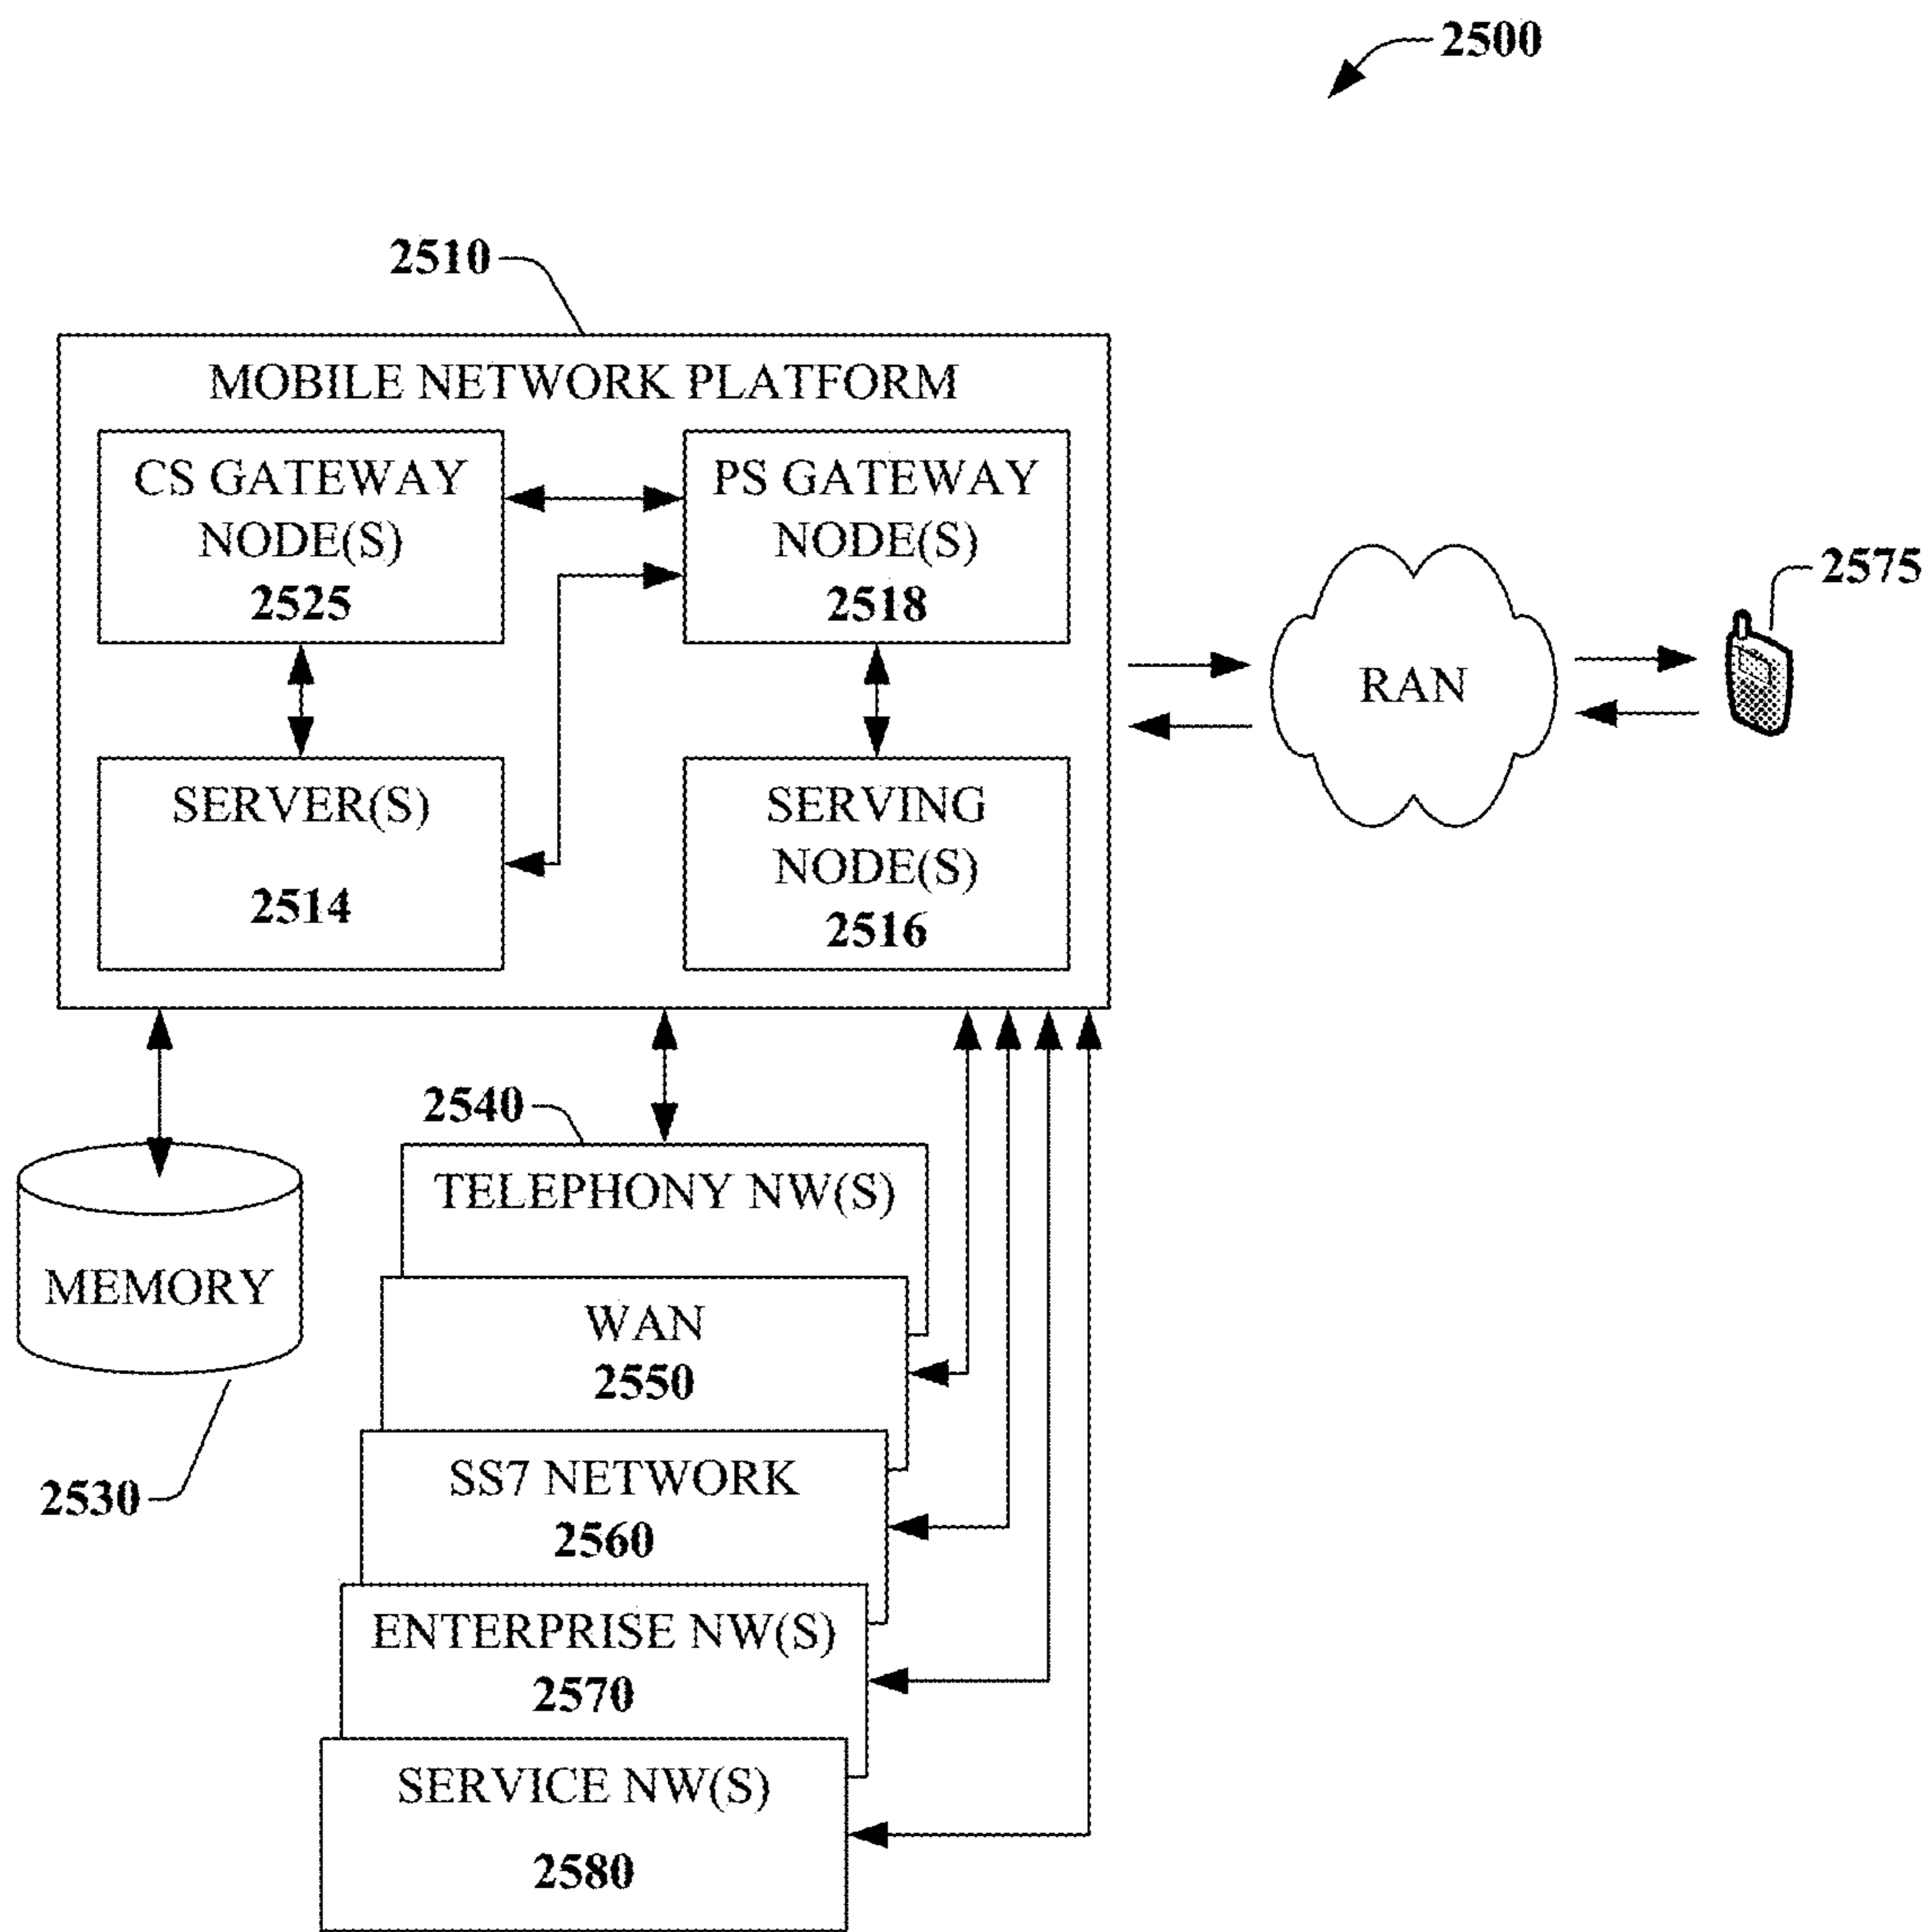 2500
2510
MOBILE NETWORK PLATFORM
CS GATEWAY
NODE(S)
2525
PS GATEWAY
NODE(S)
2518
SERVER(S)
2514
SERVING
NODE(S)
2516
RAN
2575
2540
TELEPHONY NW(S)
MEMORY
2530
WAN
2550
SS7 NETWORK
2560
ENTERPRISE NW(S)
2570
SERVICE NW(S)
2580